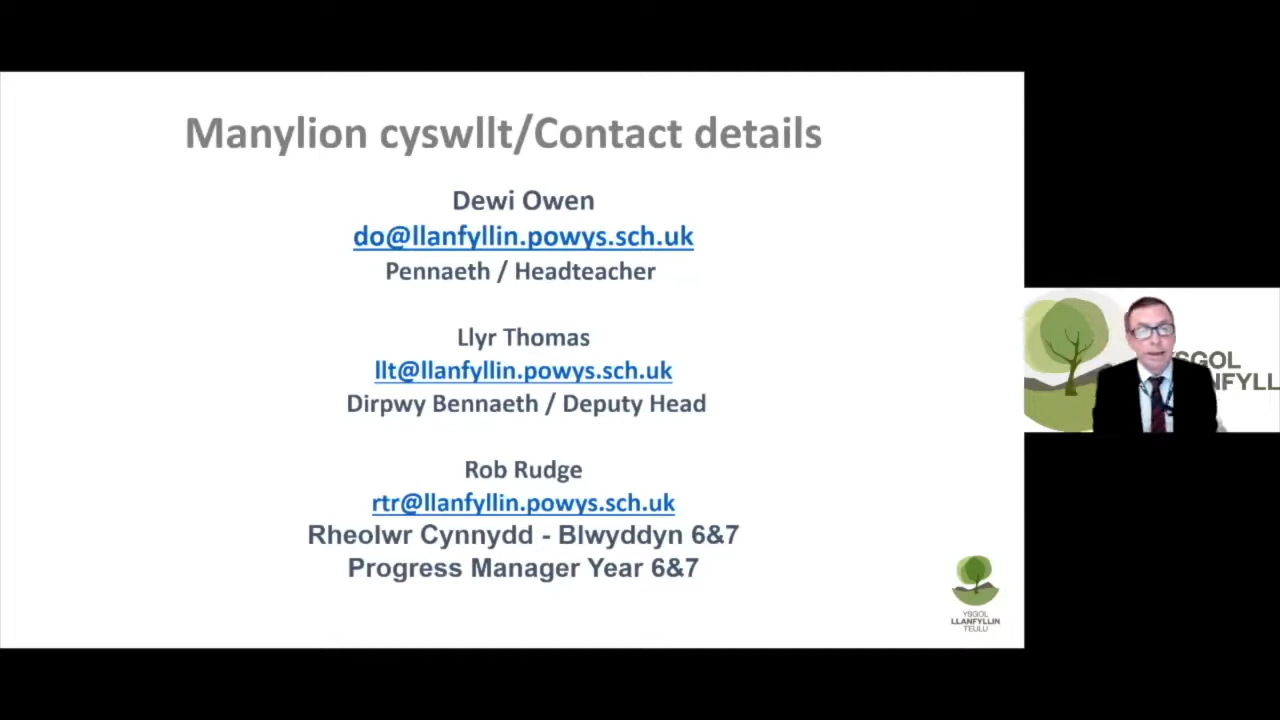 Manylion cyswllt/Contact details
Dewi Owen
do@llanfyllin.powys.sch.uk
Pennaeth / Headteacher
Llyr Thomas
llt@llanfyllin.powys.sch.uk
Dirpwy Bennaeth / Deputy Head
Rob Rudge
rtr@llanfyllin.powys.sch.uk
Rheolwr Cynnydd - Blwyddyn 6&7
Progress Manager Year 6&7
YSGOL
LLANFYLLIN
TEULU
YSGOL
NFYLL